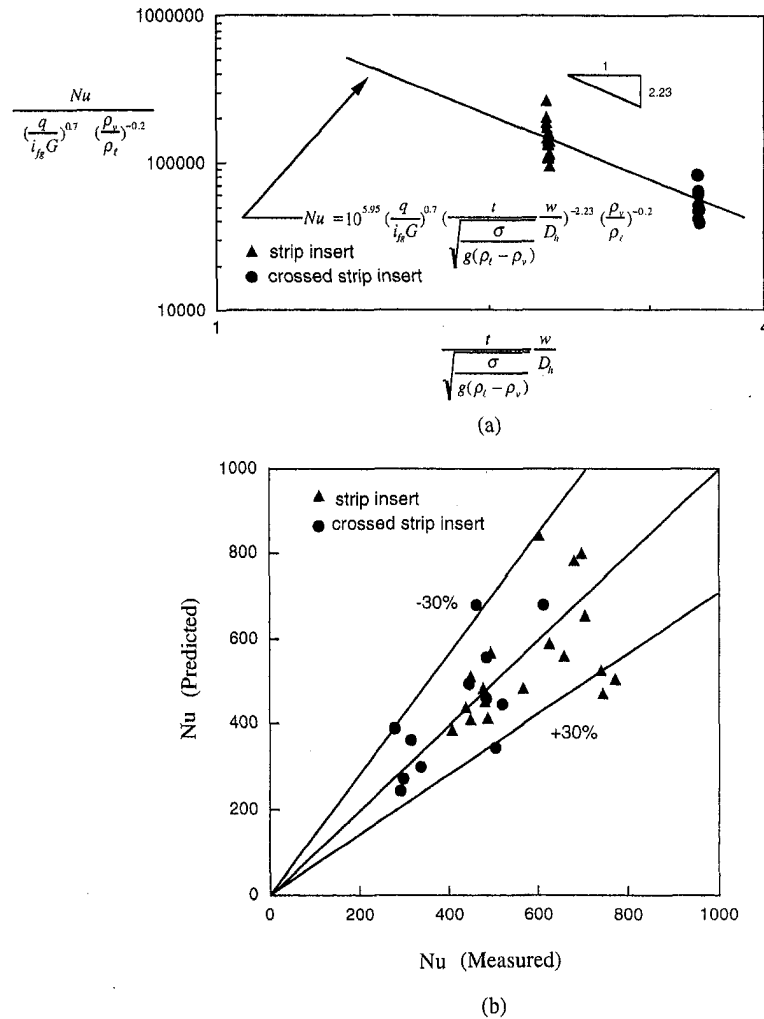 1000000
Nu
(q/i_fg G)^0.7 (ρ_v/ρ_ℓ)^-0.2
100000
10000
1
2.23
Nu = 10^5.95 (q/i_fg G)^0.7 (t/√(σ/g(ρ_ℓ − ρ_v)) w/D_h)^-2.23 (ρ_v/ρ_ℓ)^-0.2
▲ strip insert
● crossed strip insert
1
4
t/√(σ/g(ρ_ℓ − ρ_v)) w/D_h
(a)
1000
800
600
400
200
0
Nu (Predicted)
▲ strip insert
● crossed strip insert
-30%
+30%
0
200
400
600
800
1000
Nu (Measured)
(b)